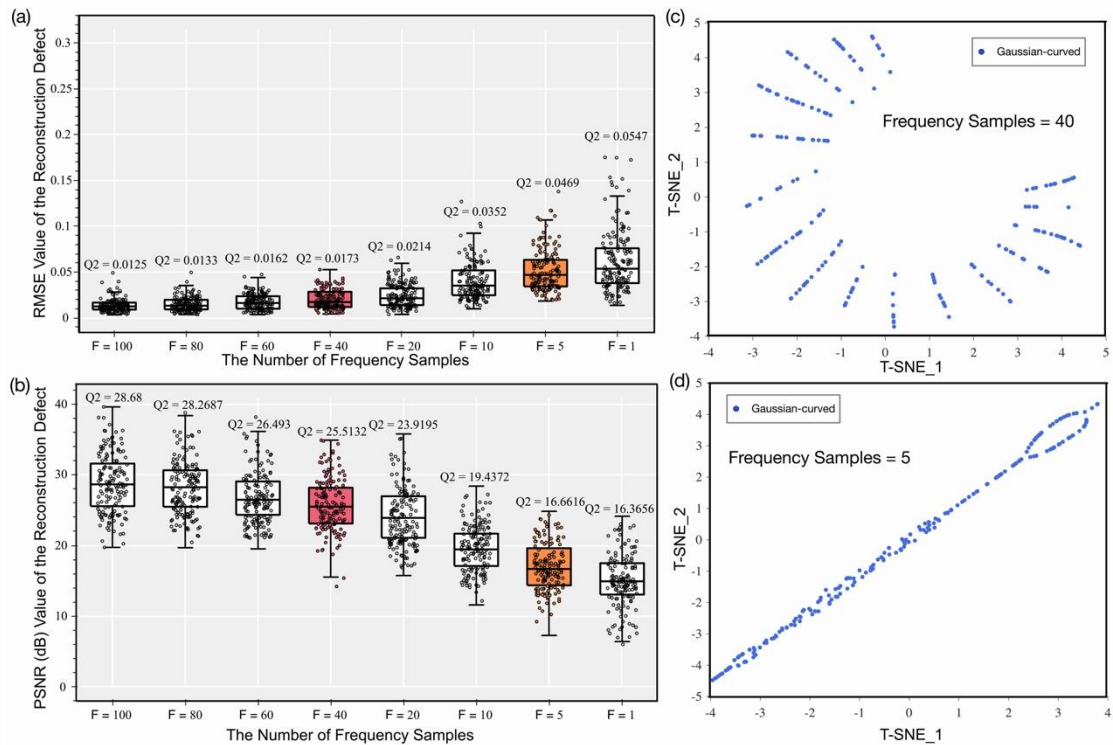 (a)
RMSE Value of the Reconstruction Defect
0.3
0.25
0.2
0.15
0.1
0.05
0
Q2 = 0.0125
Q2 = 0.0133
Q2 = 0.0162
Q2 = 0.0173
Q2 = 0.0214
Q2 = 0.0352
Q2 = 0.0469
Q2 = 0.0547
F = 100 F = 80 F = 60 F = 40 F = 20 F = 10 F = 5 F = 1
The Number of Frequency Samples
(b)
PSNR (dB) Value of the Reconstruction Defect
40
30
20
10
0
Q2 = 28.68
Q2 = 28.2687
Q2 = 26.493
Q2 = 25.5132
Q2 = 23.9195
Q2 = 19.4372
Q2 = 16.6616
Q2 = 16.3656
F = 100 F = 80 F = 60 F = 40 F = 20 F = 10 F = 5 F = 1
The Number of Frequency Samples
(c)
T-SNE_2
5
4
3
2
1
0
-1
-2
-3
-4
Gaussian-curved
Frequency Samples = 40
-4 -3 -2 -1 0 1 2 3 4 5
T-SNE_1
(d)
T-SNE_2
5
4
3
2
1
0
-1
-2
-3
-4
-5
Gaussian-curved
Frequency Samples = 5
-4 -3 -2 -1 0 1 2 3 4
T-SNE_1